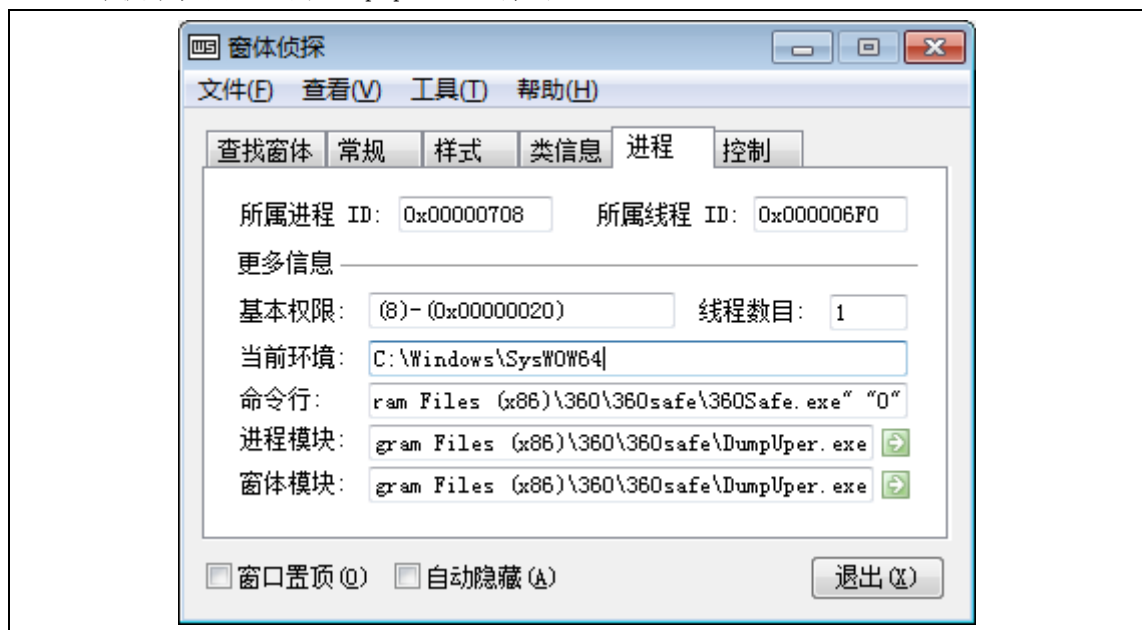 窗体侦探
文件(F) 查看(V) 工具(T) 帮助(H)
查找窗体 常规 样式 类信息 进程 控制
所属进程 ID: 0x00000708 所属线程 ID: 0x000006F0
更多信息
基本权限: (8)-(0x00000020) 线程数目: 1
当前环境: C:\Windows\SysWOW64
命令行: ram Files (x86)\360\360safe\360Safe.exe" "0"
进程模块: gram Files (x86)\360\360safe\DumpUper.exe
窗体模块: gram Files (x86)\360\360safe\DumpUper.exe
窗口置顶(O) 自动隐藏(A) 退出(X)